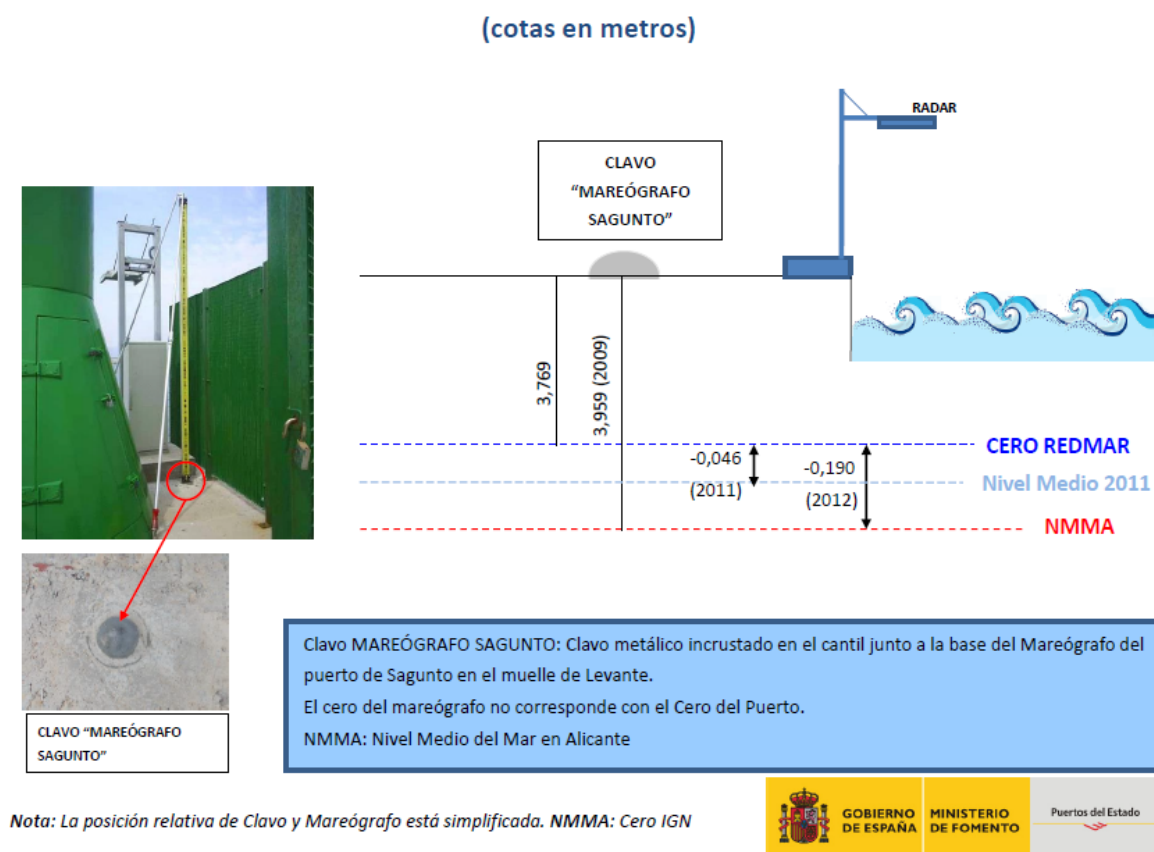 (cotas en metros)
RADAR
CLAVO
“MAREÓGRAFO
SAGUNTO”
3,769
3,959 (2009)
CERO REDMAR
-0,046
(2011)
-0,190
(2012)
Nivel Medio 2011
NMMA
Clavo MAREÓGRAFO SAGUNTO: Clavo metálico incrustado en el cantil junto a la base del Mareógrafo del
puerto de Sagunto en el muelle de Levante.
El cero del mareógrafo no corresponde con el Cero del Puerto.
NMMA: Nivel Medio del Mar en Alicante
CLAVO “MAREÓGRAFO
SAGUNTO”
Nota: La posición relativa de Clavo y Mareógrafo está simplificada. NMMA: Cero IGN
GOBIERNO
DE ESPAÑA
MINISTERIO
DE FOMENTO
Puertos del Estado